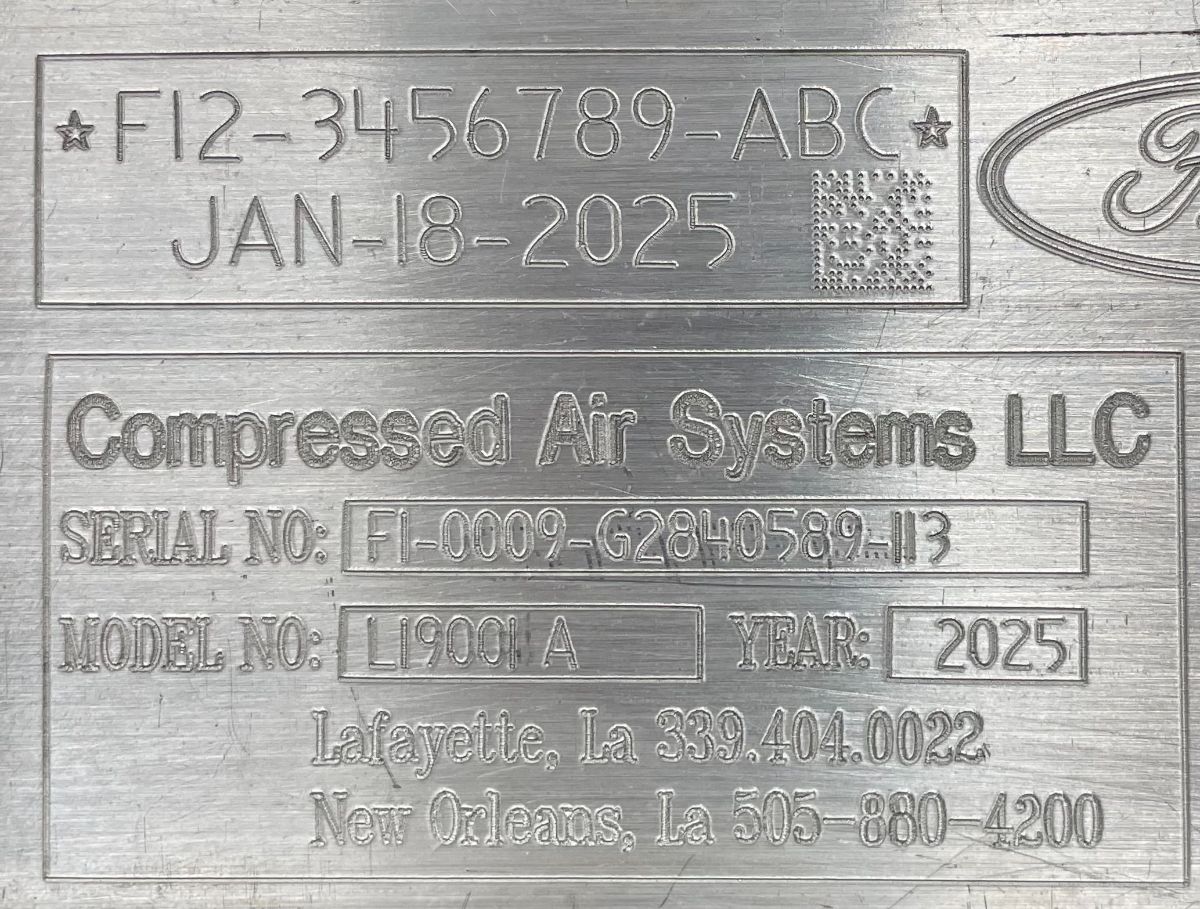 ★F12-3456789-ABC★
JAN-18-2025
Compressed Air Systems LLC
SERIAL NO: F1-0009-G2840589-113
MODEL NO: L19001A YEAR: 2025
Lafayette, La 339.404.0022
New Orleans, La 505-880-4200